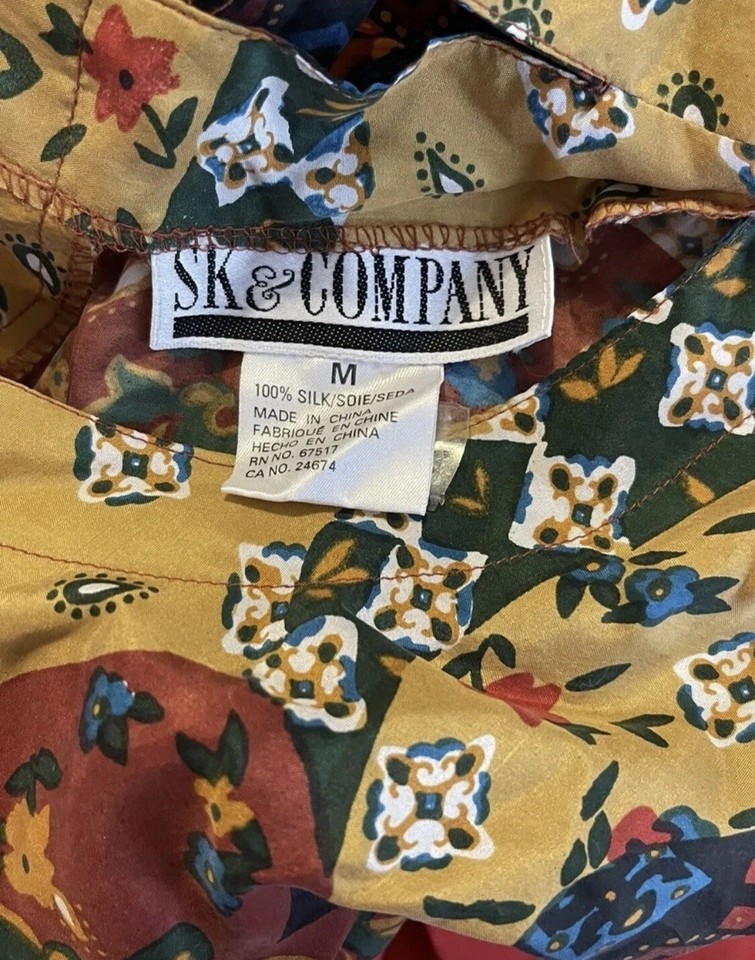 SK & COMPANY
M
100% SILK/SOIE/SEDA
MADE IN CHINA
FABRIQUÉ EN CHINE
HECHO EN CHINA
RN NO. 67517
CA NO. 24674